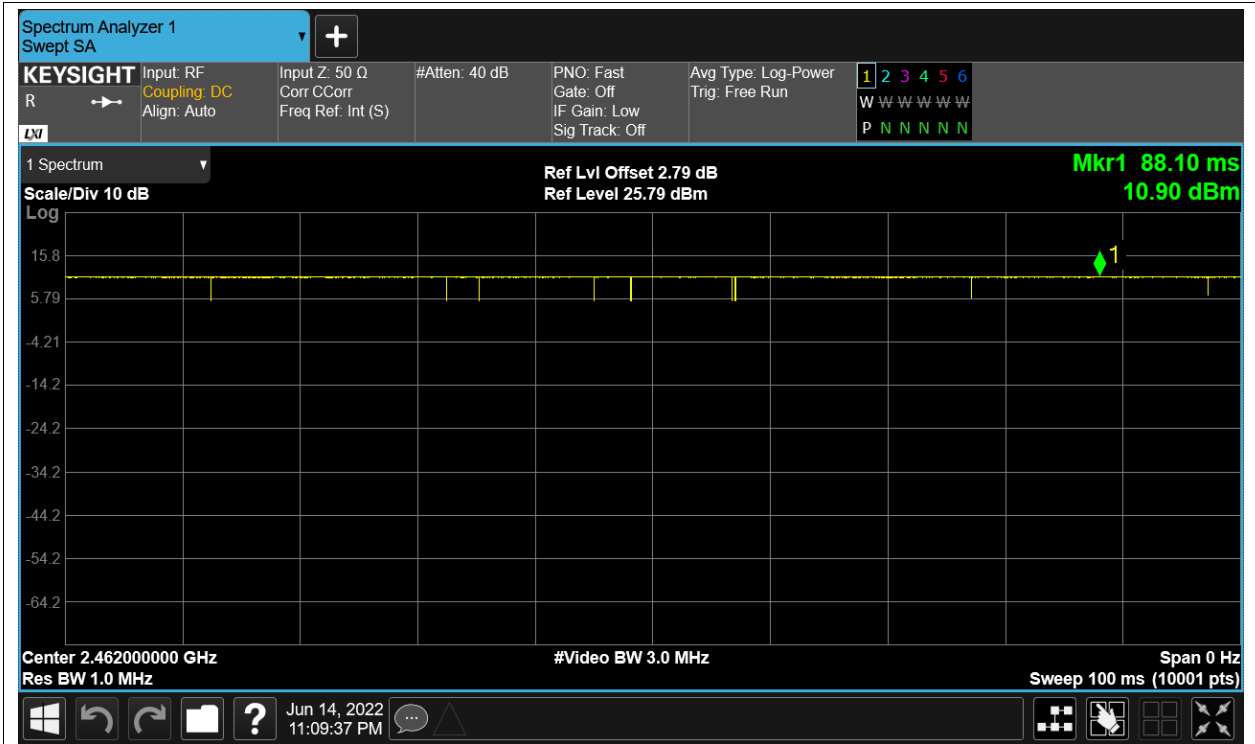 Spectrum Analyzer 1
Swept SA
KEYSIGHT
R
LXI
Input: RF
Coupling: DC
Align: Auto
Input Z: 50 Ω
Corr CCorr
Freq Ref: Int (S)
#Atten: 40 dB
PNO: Fast
Gate: Off
IF Gain: Low
Sig Track: Off
Avg Type: Log-Power
Trig: Free Run
1 2 3 4 5 6
W W W W W W
P N N N N N
1 Spectrum
Scale/Div 10 dB
Ref Lvl Offset 2.79 dB
Ref Level 25.79 dBm
Mkr1 88.10 ms
10.90 dBm
Log
1
15.8
5.79
-4.21
-14.2
-24.2
-34.2
-44.2
-54.2
-64.2
Center 2.462000000 GHz
Res BW 1.0 MHz
#Video BW 3.0 MHz
Span 0 Hz
Sweep 100 ms (10001 pts)
?
Jun 14, 2022
11:09:37 PM